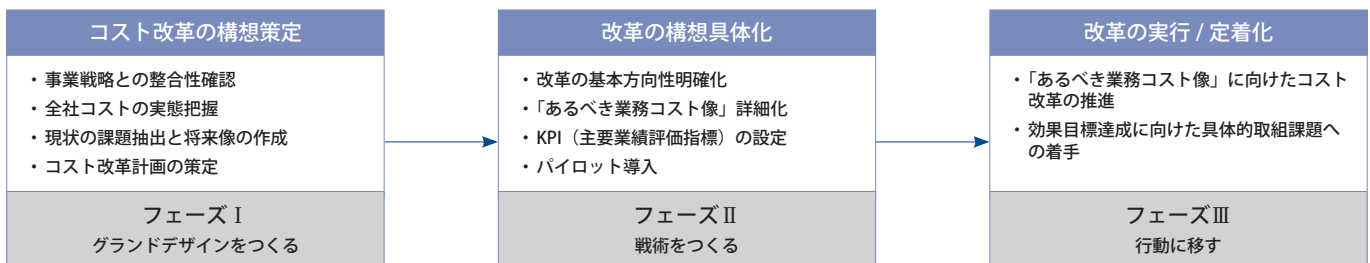 コスト改革の構想策定
・事業戦略との整合性確認
・全社コストの実態把握
・現状の課題抽出と将来像の作成
・コスト改革計画の策定
フェーズⅠ
グランドデザインをつくる
改革の構想具体化
・改革の基本方向性明確化
・「あるべき業務コスト像」詳細化
・KPI（主要業績評価指標）の設定
・パイロット導入
フェーズⅡ
戦術をつくる
改革の実行 / 定着化
・「あるべき業務コスト像」に向けたコスト
改革の推進
・効果目標達成に向けた具体的取組課題へ
の着手
フェーズⅢ
行動に移す